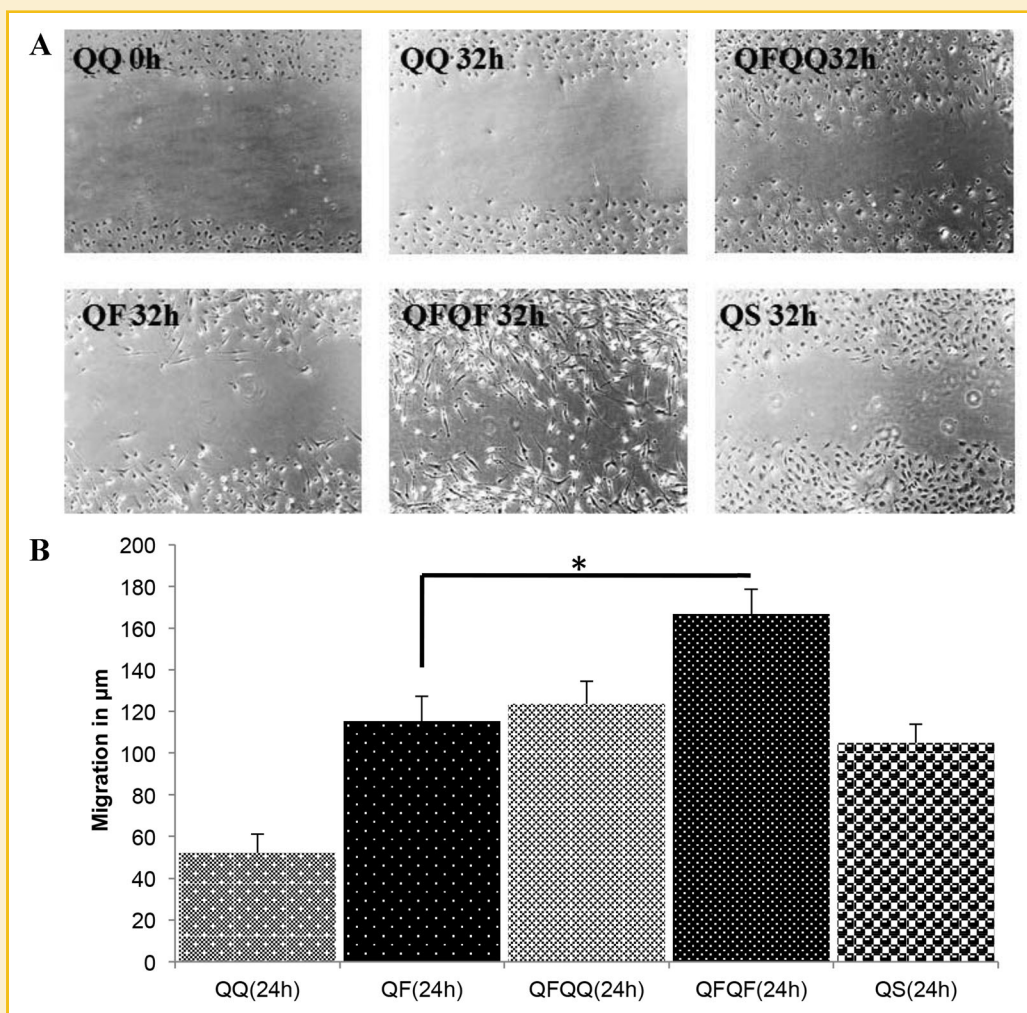 A
QQ 0h
QQ 32h
QFQQ32h
QF 32h
QFQF 32h
QS 32h
B
Migration in µm
200
180
160
140
120
100
80
60
40
20
0
*
QQ(24h)
QF(24h)
QFQQ(24h)
QFQF(24h)
QS(24h)